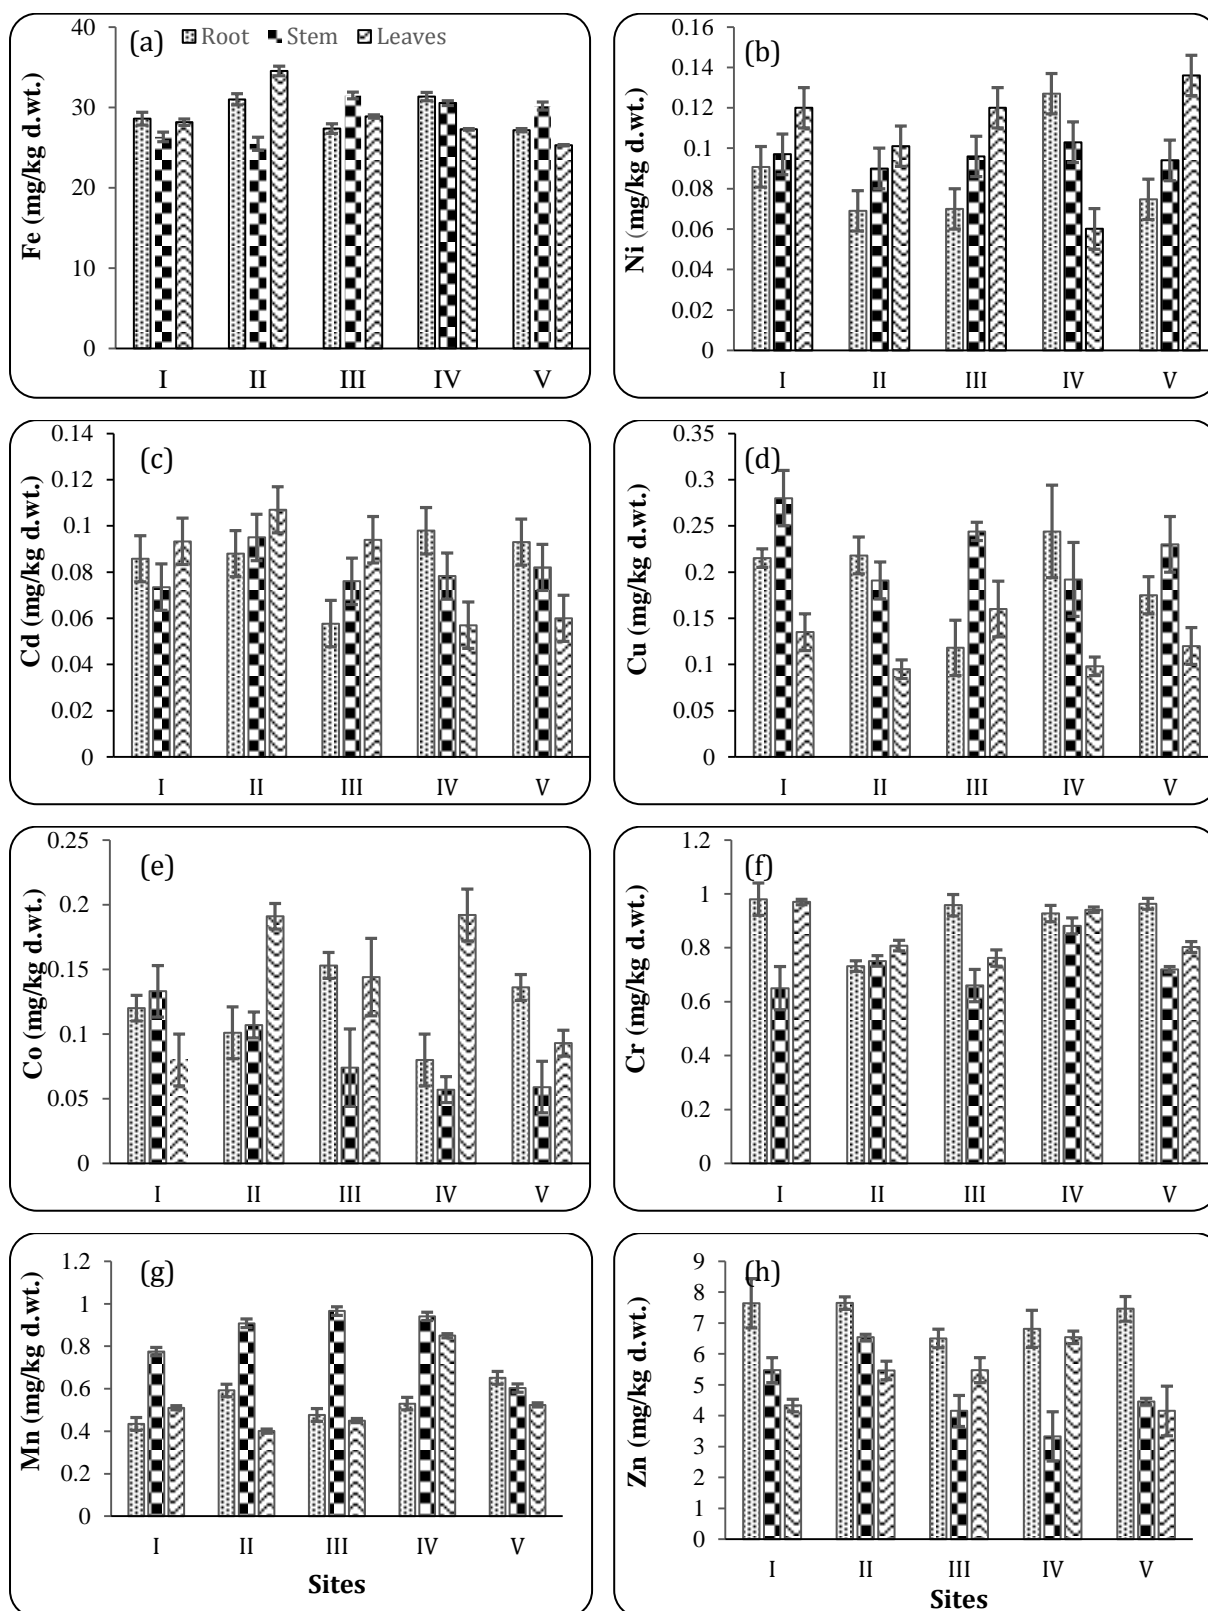 (a)
Root Stem Leaves
Fe (mg/kg d.wt.)
40
30
20
10
0
I II III IV V
(b)
Ni (mg/kg d.wt.)
0.16
0.14
0.12
0.1
0.08
0.06
0.04
0.02
0
I II III IV V
(c)
Cd (mg/kg d.wt.)
0.14
0.12
0.1
0.08
0.06
0.04
0.02
0
I II III IV V
(d)
Cu (mg/kg d.wt.)
0.35
0.3
0.25
0.2
0.15
0.1
0.05
0
I II III IV V
(e)
Co (mg/kg d.wt.)
0.25
0.2
0.15
0.1
0.05
0
I II III IV V
(f)
Cr (mg/kg d.wt.)
1.2
1
0.8
0.6
0.4
0.2
0
I II III IV V
(g)
Mn (mg/kg d.wt.)
1.2
1
0.8
0.6
0.4
0.2
0
I II III IV V
Sites
(h)
Zn (mg/kg d.wt.)
9
8
7
6
5
4
3
2
1
0
I II III IV V
Sites